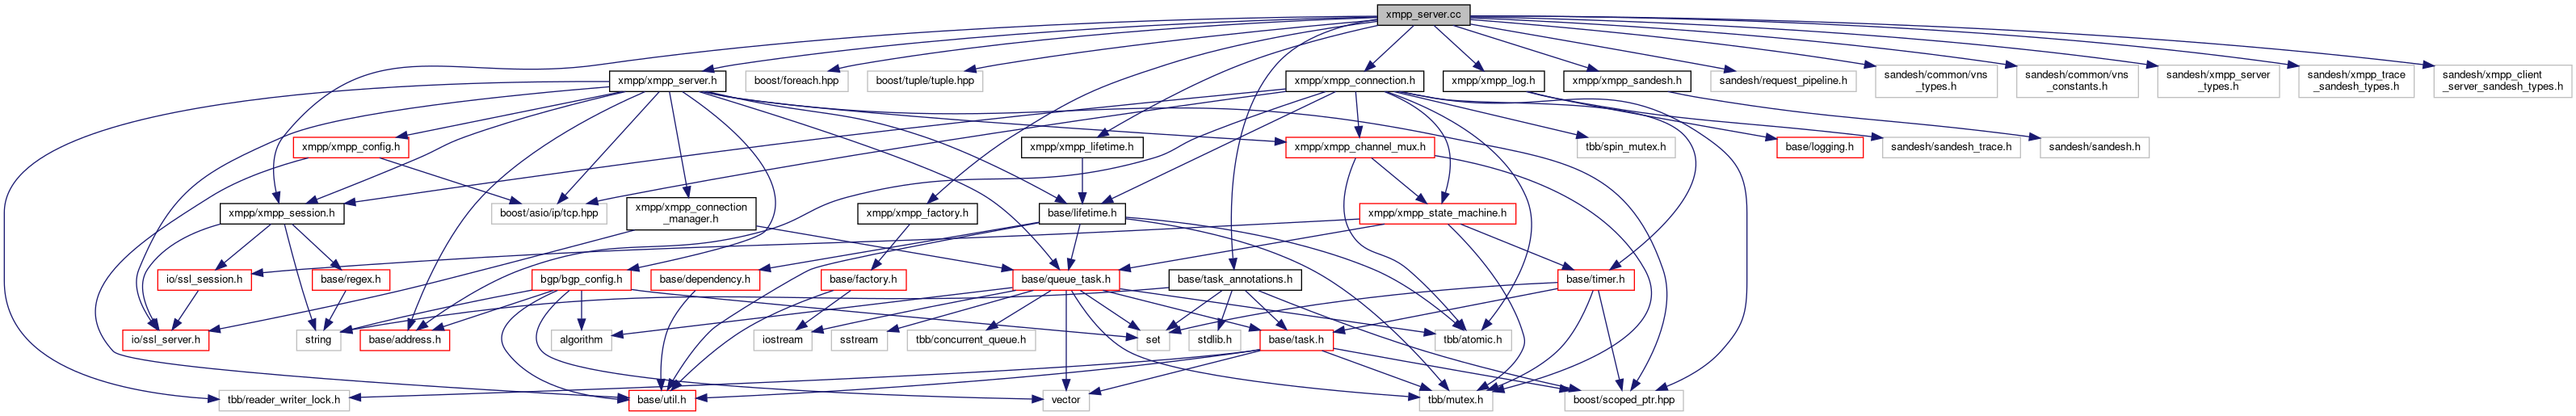 xmpp_server.cc
xmpp/xmpp_server.h
boost/foreach.hpp
boost/tuple/tuple.hpp
xmpp/xmpp_connection.h
xmpp/xmpp_log.h
xmpp/xmpp_sandesh.h
sandesh/request_pipeline.h
sandesh/common/vns
_types.h
sandesh/common/vns
_constants.h
sandesh/xmpp_server
_types.h
sandesh/xmpp_trace
_sandesh_types.h
sandesh/xmpp_client
_server_sandesh_types.h
xmpp/xmpp_config.h
xmpp/xmpp_lifetime.h
xmpp/xmpp_channel_mux.h
tbb/spin_mutex.h
base/logging.h
sandesh/sandesh_trace.h
sandesh/sandesh.h
xmpp/xmpp_session.h
boost/asio/ip/tcp.hpp
xmpp/xmpp_connection
_manager.h
xmpp/xmpp_factory.h
base/lifetime.h
xmpp/xmpp_state_machine.h
io/ssl_session.h
base/regex.h
bgp/bgp_config.h
base/dependency.h
base/factory.h
base/queue_task.h
base/task_annotations.h
base/timer.h
io/ssl_server.h
string
base/address.h
algorithm
iostream
sstream
tbb/concurrent_queue.h
set
stdlib.h
base/task.h
tbb/atomic.h
tbb/reader_writer_lock.h
base/util.h
vector
tbb/mutex.h
boost/scoped_ptr.hpp